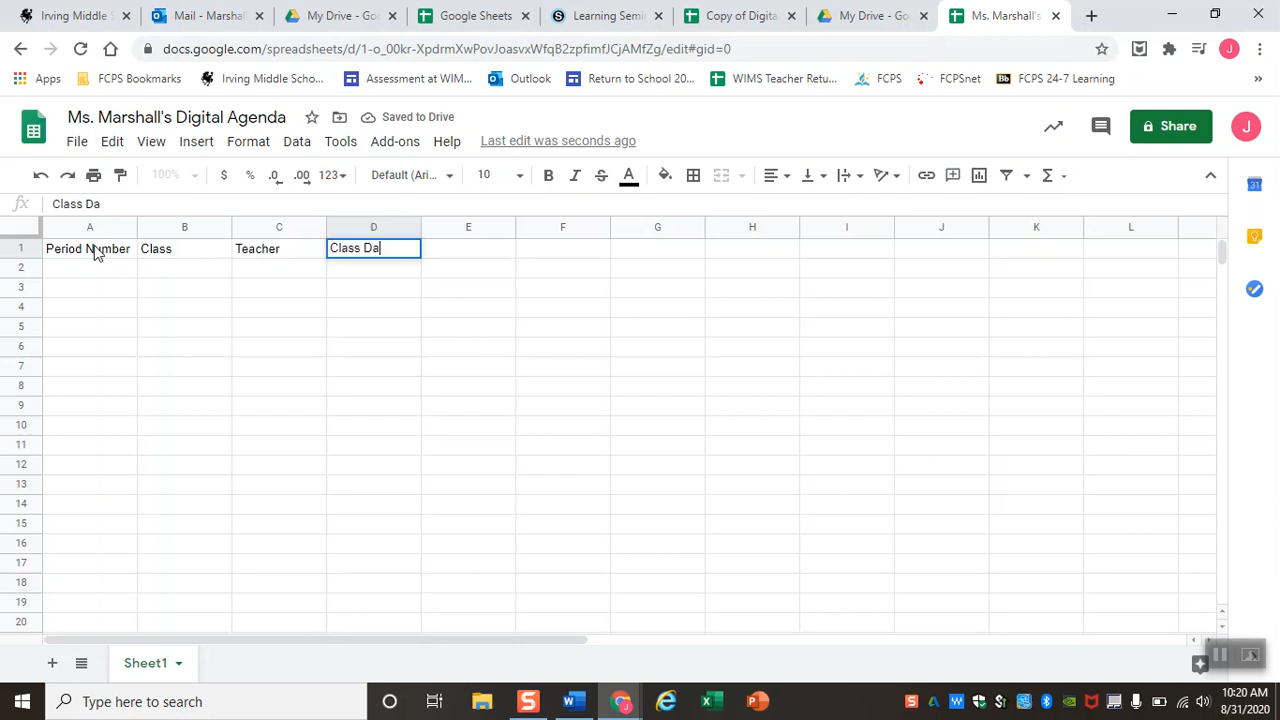 Irving Middle S
Mail - Marsha
My Drive - Goo
Google Sheets
Learning Semi
Copy of Digita
My Drive - Go
Ms. Marshall's
docs.google.com/spreadsheets/d/1-o_00kr-XpdrmXwPovJoasvxWfqB2zpfimfJCjAMfZg/edit#gid=0
J
Apps
FCPS Bookmarks
Irving Middle Scho...
Assessment at WIM...
Outlook
Return to School 20...
WIMS Teacher Retu...
FCPS
FCPSnet
Bb FCPS 24-7 Learning
»
Ms. Marshall's Digital Agenda
Saved to Drive
Share
J
File Edit View Insert Format Data Tools Add-ons Help Last edit was seconds ago
100% $ % .0 .00 123 Default (Ari... 10 B I S A
fx Class Da
31
A B C D E F G H I J K L
1 Period Number Class Teacher Class Da
2
3
4
5
6
7
8
9
10
11
12
13
14
15
16
17
18
19
20
Sheet1
Type here to search
10:20 AM
8/31/2020